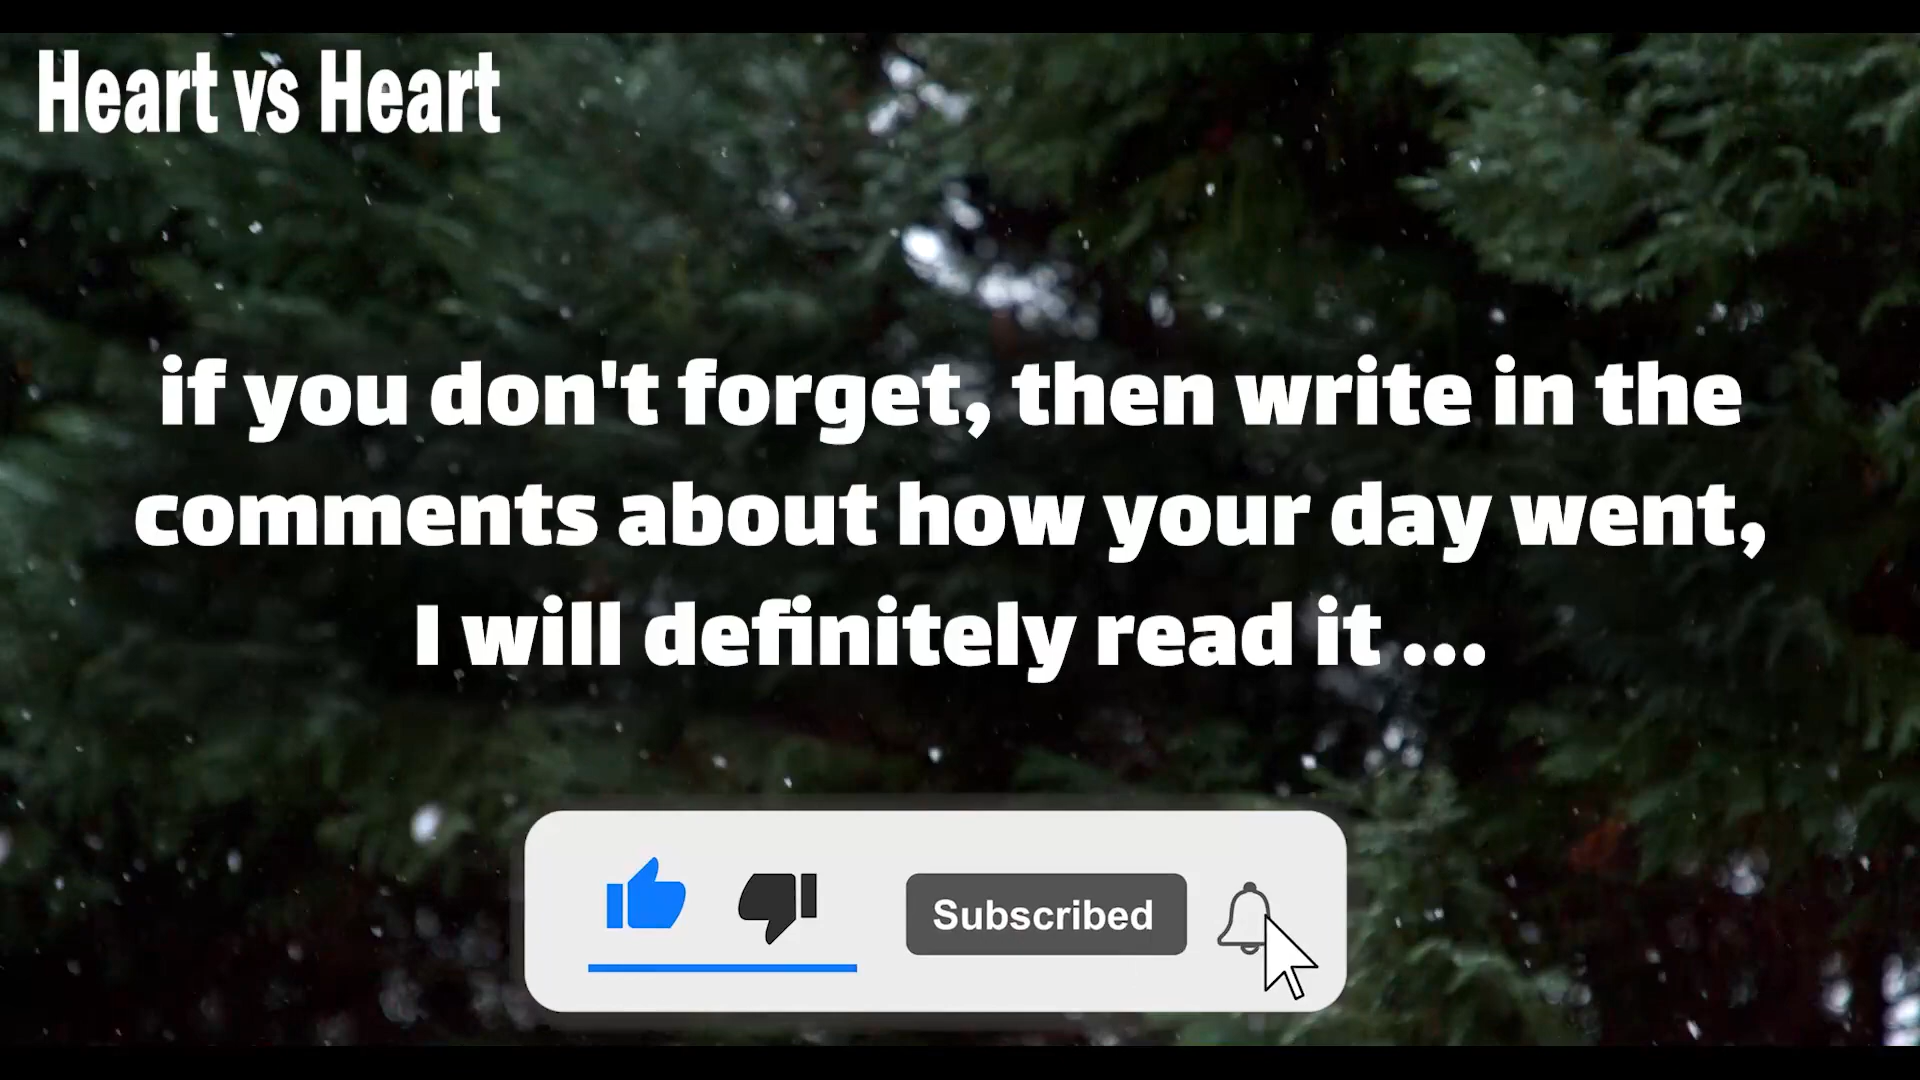 Heart vs Heart
if you don't forget, then write in the
comments about how your day went,
I will definitely read it ...
Subscribed